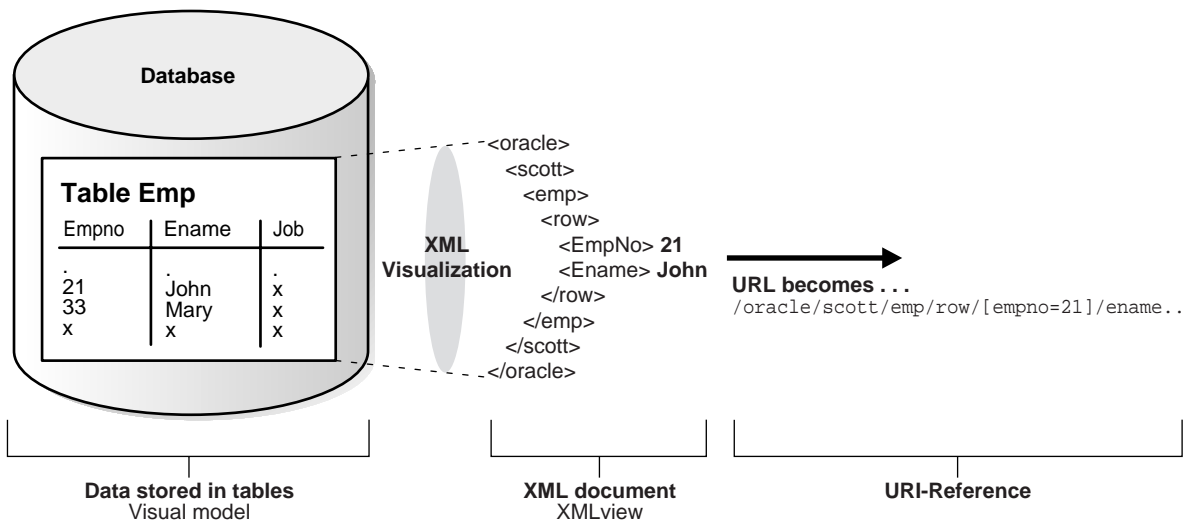 Database
Table Emp
Empno Ename Job
. . .
21 John x
33 Mary x
x x x
XML
Visualization
<oracle>
<scott>
<emp>
<row>
<EmpNo> 21
<Ename> John
</row>
</emp>
</scott>
</oracle>
URL becomes . . .
/oracle/scott/emp/row/[empno=21]/ename..
Data stored in tables
Visual model
XML document
XMLview
URI-Reference